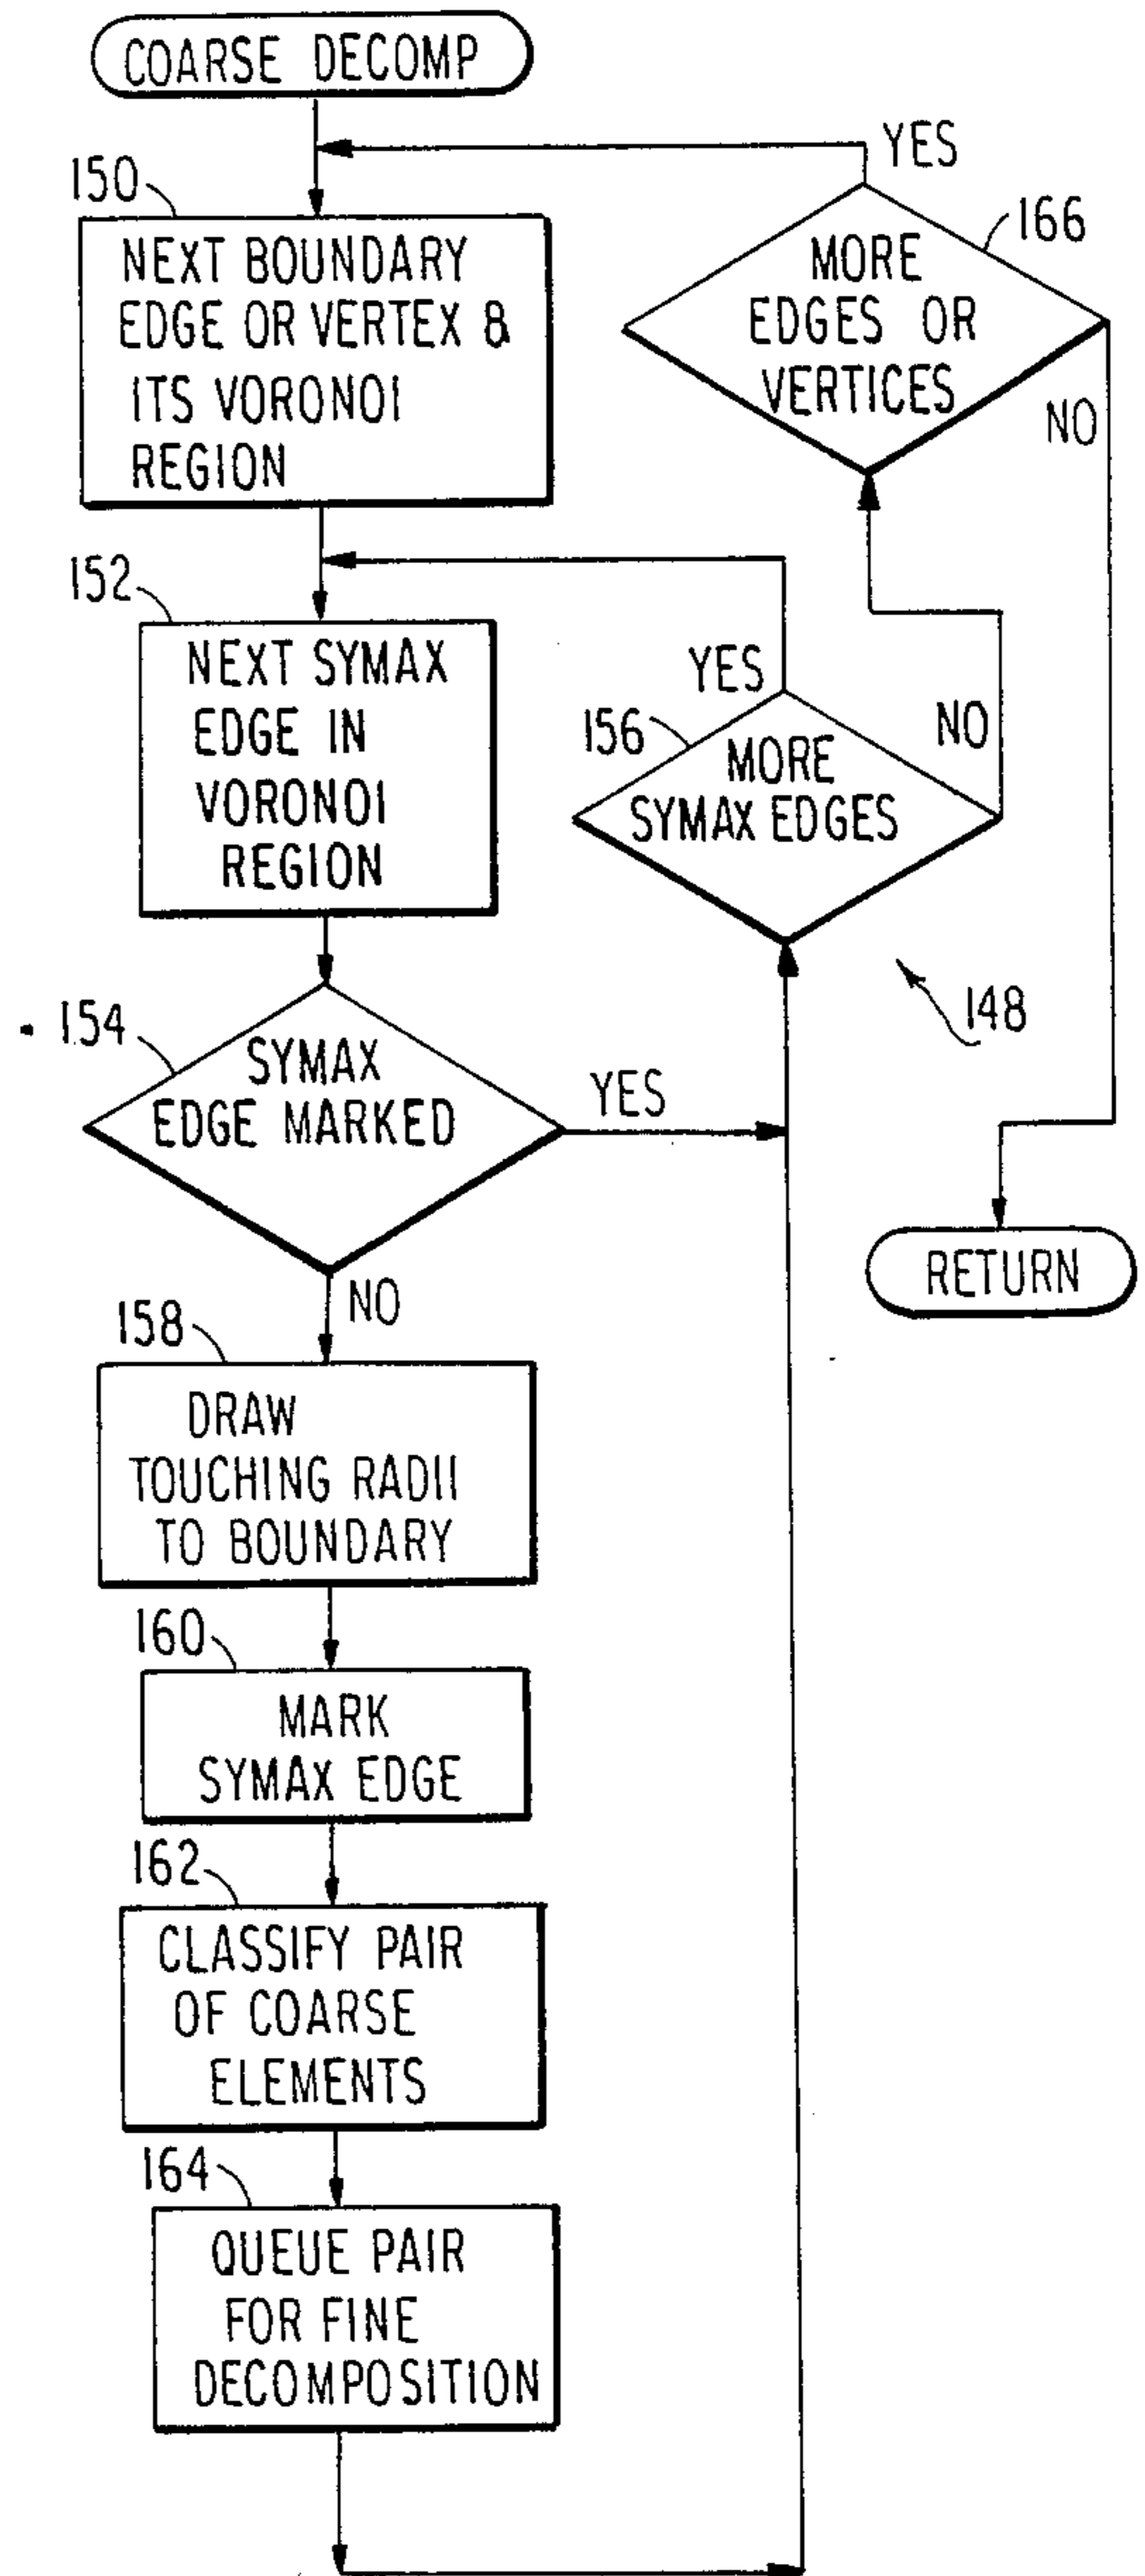 COARSE DECOMP
YES
150
166
NEXT BOUNDARY
EDGE OR VERTEX &
ITS VORONOI
REGION
MORE
EDGES OR
VERTICES
NO
152
NEXT SYMAX
EDGE IN
VORONOI
REGION
YES
156
MORE
SYMAX EDGES
NO
148
154
SYMAX
EDGE MARKED
YES
NO
RETURN
158
DRAW
TOUCHING RADII
TO BOUNDARY
160
MARK
SYMAX EDGE
162
CLASSIFY PAIR
OF COARSE
ELEMENTS
164
QUEUE PAIR
FOR FINE
DECOMPOSITION